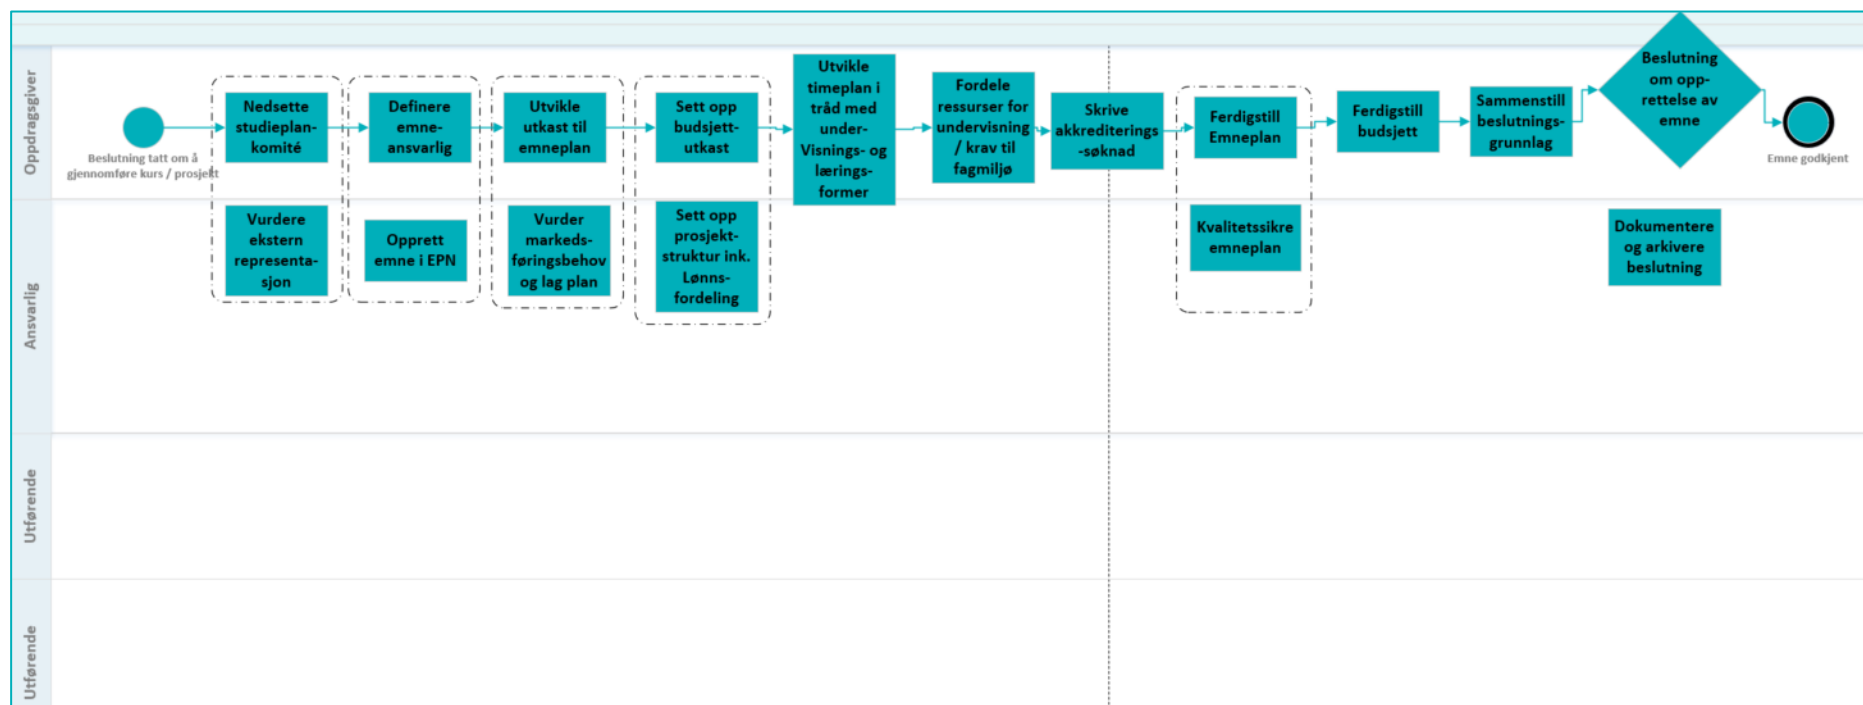 Oppdragsgiver
Beslutning tatt om å
gjennomføre kurs / prosjekt
Nedsette
studieplan-
komité
Definere
emne-
ansvarlig
Utvikle
utkast til
emneplan
Sett opp
budsjett-
utkast
Utvikle
timeplan i
tråd med
under-
Visnings- og
lærings-
former
Fordele
ressurser for
undervisning
/ krav til
fagmiljø
Skrive
akkrediterings
-søknad
Ferdigstill
Emneplan
Ferdigstill
budsjett
Sammenstill
beslutnings-
grunnlag
Beslutning
om opp-
rettelse av
emne
Emne godkjent
Ansvarlig
Vurdere
ekstern
representa-
sjon
Opprett
emne i EPN
Vurder
markeds-
føringsbehov
og lag plan
Sett opp
prosjekt-
struktur ink.
Lønns-
fordeling
Kvalitetssikre
emneplan
Dokumentere
og arkivere
beslutning
Utførende
Utførende